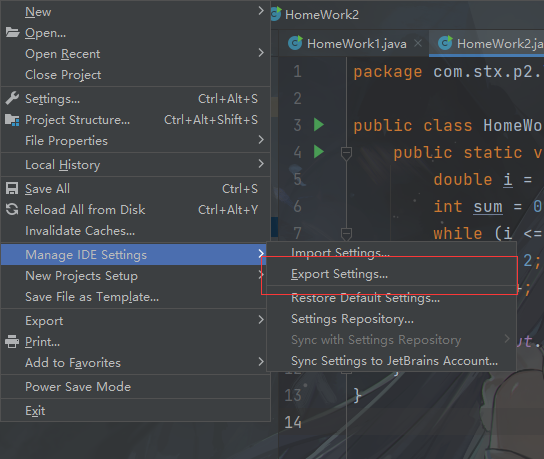 New
Open...
Open Recent
Close Project
Settings... Ctrl+Alt+S
Project Structure... Ctrl+Alt+Shift+S
File Properties
Local History
Save All Ctrl+S
Reload All from Disk Ctrl+Alt+Y
Invalidate Caches...
Manage IDE Settings
New Projects Setup
Save File as Template...
Export
Print...
Add to Favorites
Power Save Mode
Exit
Import Settings...
Export Settings...
Restore Default Settings...
Settings Repository...
Sync with Settings Repository
Sync Settings to JetBrains Account...
HomeWork2
HomeWork1.java × HomeWork2.ja
1 package com.stx.p2.
2
3 public class HomeWo
4 public static v
5 double i =
6 int sum = 0
7 while (i <=
2;
+;
ut.
}
12 }
13 }
14